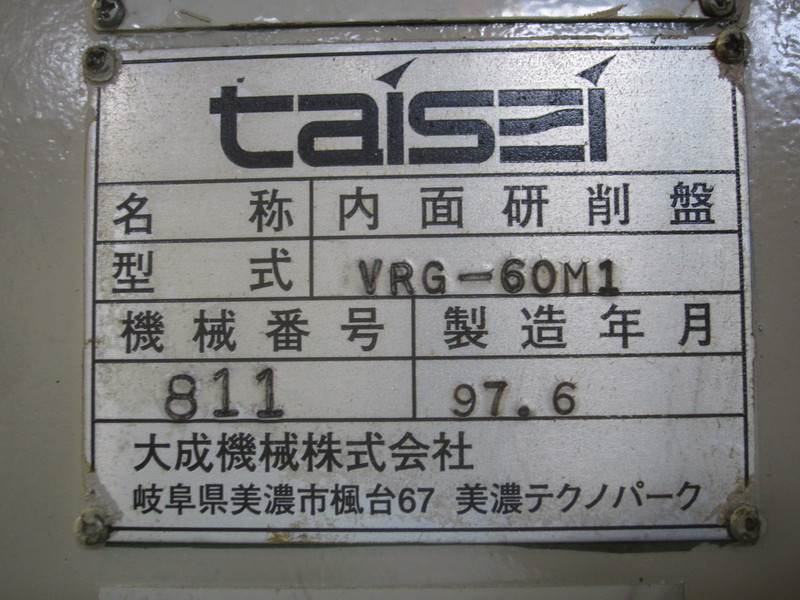 taisei
名称 内面研削盤
型式 VRG-60M1
機械番号 製造年月
811 97.6
大成機械株式会社
岐阜県美濃市楓台67 美濃テクノパーク